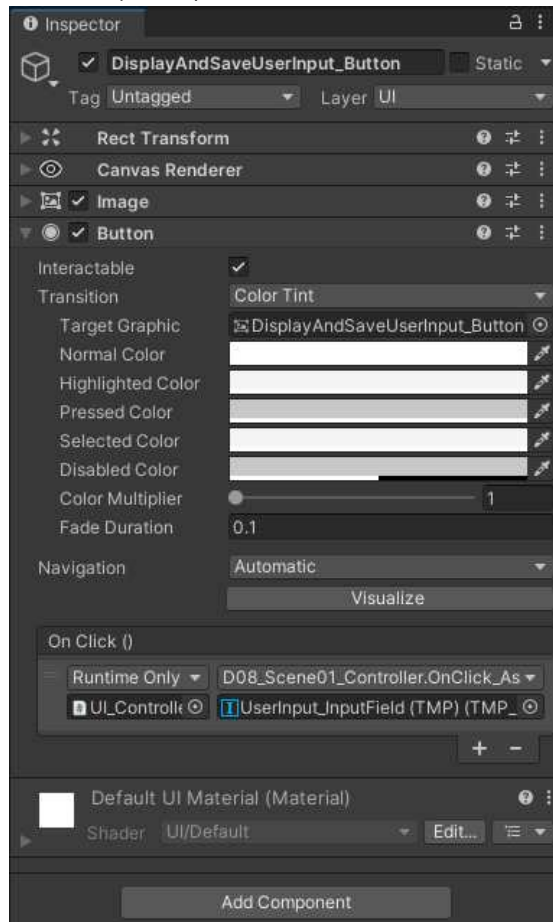 Inspector
DisplayAndSaveUserInput_Button Static
Tag Untagged Layer UI
Rect Transform
Canvas Renderer
Image
Button
Interactable
Transition Color Tint
Target Graphic DisplayAndSaveUserInput_Button
Normal Color
Highlighted Color
Pressed Color
Selected Color
Disabled Color
Color Multiplier 1
Fade Duration 0.1
Navigation Automatic
Visualize
On Click ()
Runtime Only D08_Scene01_Controller.OnClick_As
UI_Controlle UserInput_InputField (TMP) (TMP_
+ -
Default UI Material (Material)
Shader UI/Default Edit...
Add Component